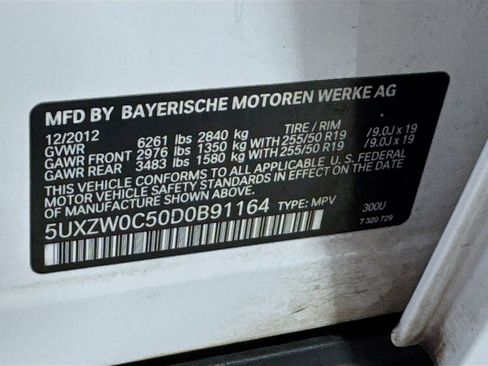 MFD BY BAYERISCHE MOTOREN WERKE AG
12/2012 TIRE / RIM
GVWR 6261 lbs 2840 kg
GAWR FRONT 2976 lbs 1350 kg WITH 255/50 R19 /9.0J x 19
GAWR REAR 3483 lbs 1580 kg WITH 255/50 R19 /9.0J x 19
THIS VEHICLE CONFORMS TO ALL APPLICABLE U.S. FEDERAL
MOTOR VEHICLE SAFETY STANDARDS IN EFFECT ON THE DATE
OF MANUFACTURE SHOWN ABOVE.
5UXZW0C50D0B91164 TYPE: MPV 300U
T 320 729